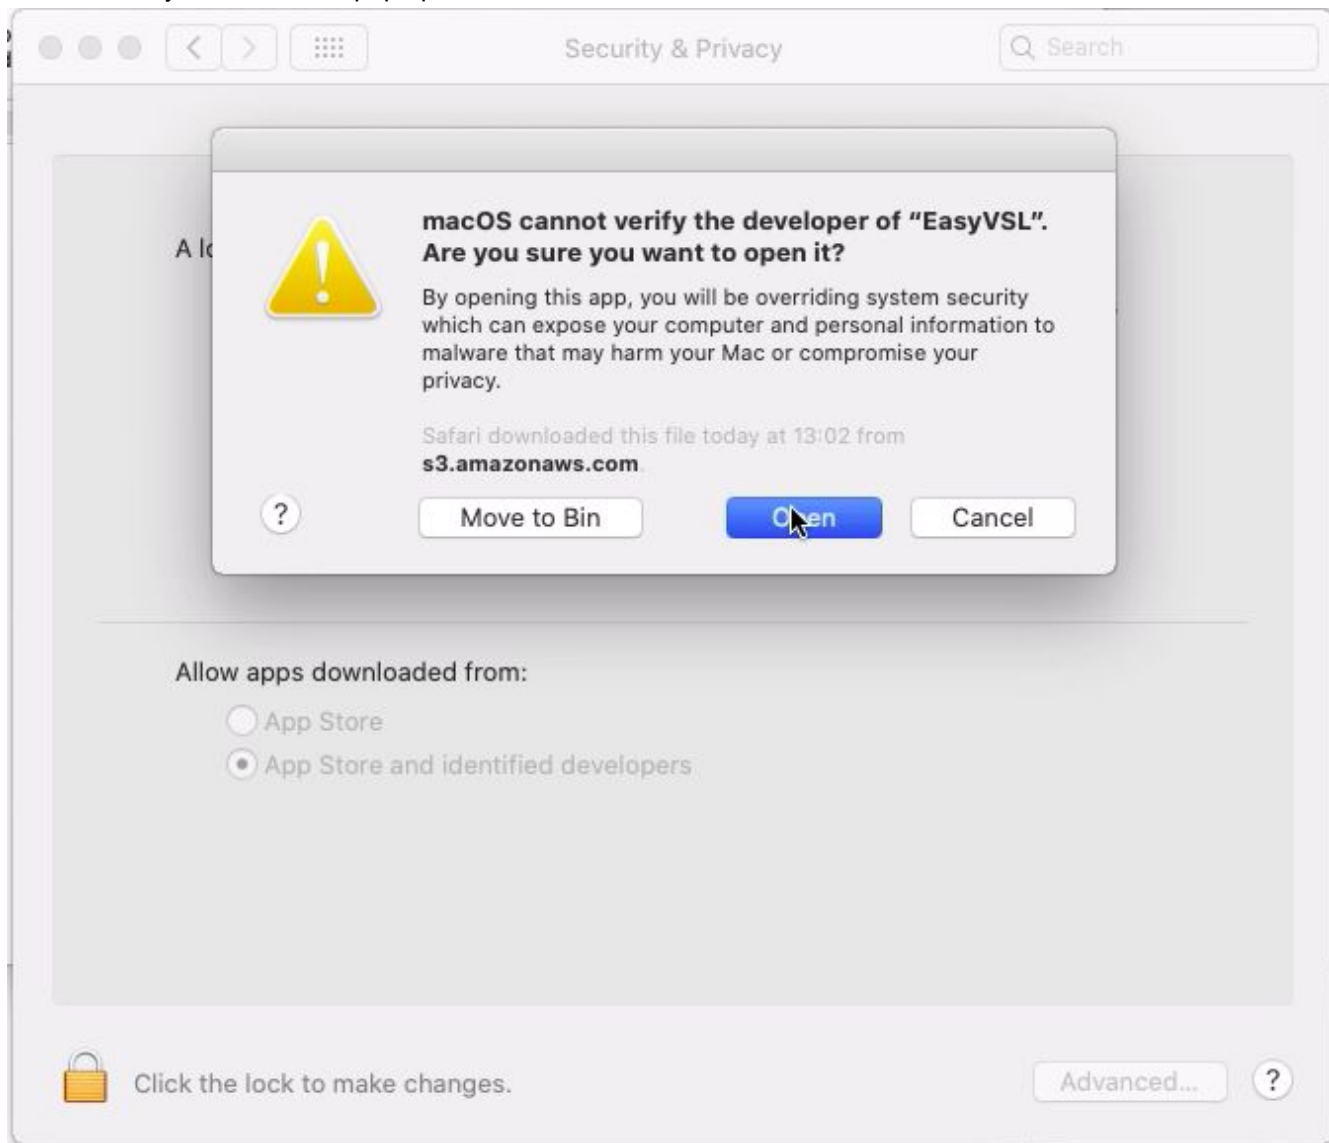 Security & Privacy
Search
macOS cannot verify the developer of “EasyVSL”.
Are you sure you want to open it?
By opening this app, you will be overriding system security
which can expose your computer and personal information to
malware that may harm your Mac or compromise your
privacy.
Safari downloaded this file today at 13:02 from
s3.amazonaws.com
? Move to Bin Open Cancel
A lo
Allow apps downloaded from:
App Store
App Store and identified developers
Click the lock to make changes.
Advanced... ?